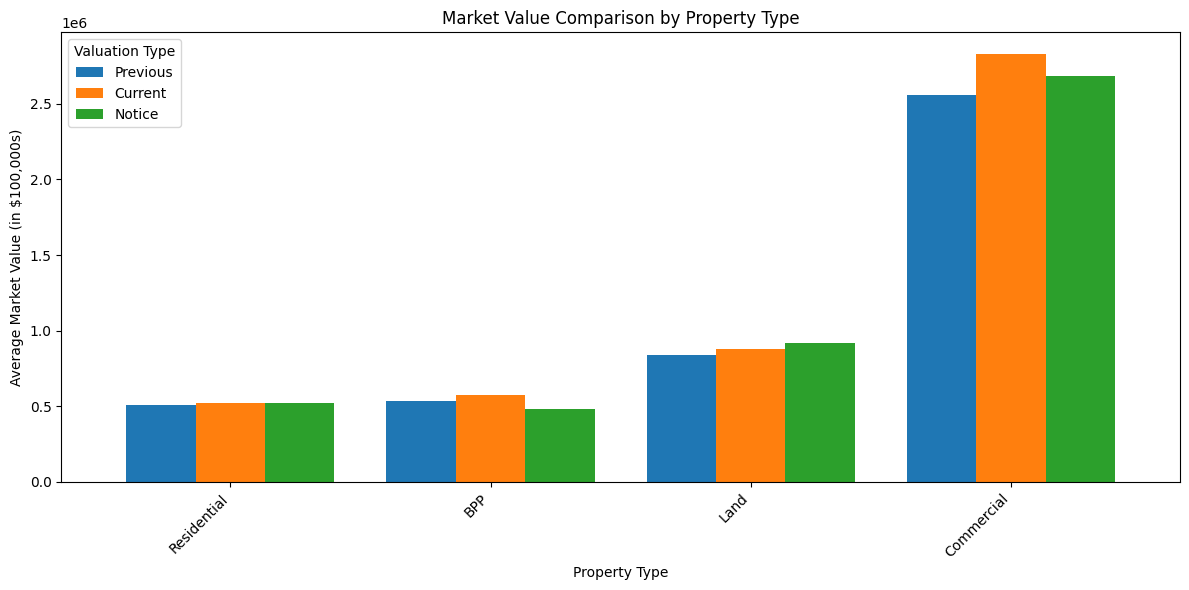 Market Value Comparison by Property Type
1e6
Valuation Type
Previous
Current
Notice
Average Market Value (in $100,000s)
2.5
2.0
1.5
1.0
0.5
0.0
Residential
BPP
Land
Commercial
Property Type